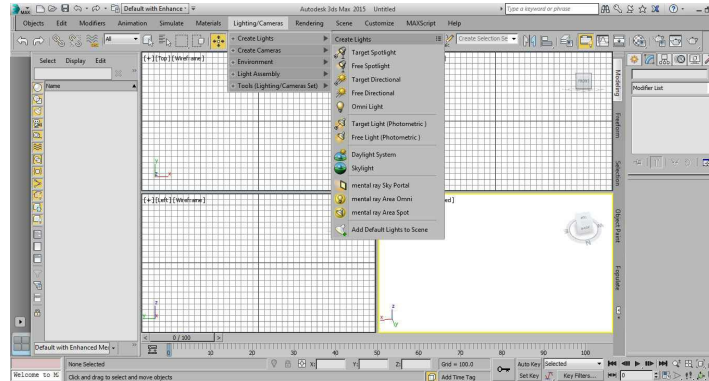 MAX
Default with Enhance
Autodesk 3ds Max 2015 Untitled
Type a keyword or phrase
Objects Edit Modifiers Animation Simulate Materials Lighting/Cameras Rendering Scene Customize MAXScript Help
All
Create Selection Se
Create Lights
Create Cameras
Environment
Light Assembly
Tools (Lighting/Cameras Set)
Create Lights
Target Spotlight
Free Spotlight
Target Directional
Free Directional
Omni Light
Target Light (Photometric )
Free Light (Photometric )
Daylight System
Skylight
mental ray Sky Portal
mental ray Area Omni
mental ray Area Spot
Add Default Lights to Scene
Select Display Edit
Name
[+][Top][Wireframe]
[+][Left][Wireframe]
Modeling
Freeform
Selection
Object Paint
Populate
Modifier List
Default with Enhanced Me
0 / 100
0 10 20 30 40 50 60 70 80 90 100
None Selected
X: Y: Z: Grid = 100.0
Auto Key Selected
Welcome to M
Click and drag to select and move objects
Add Time Tag
Set Key Key Filters...
0